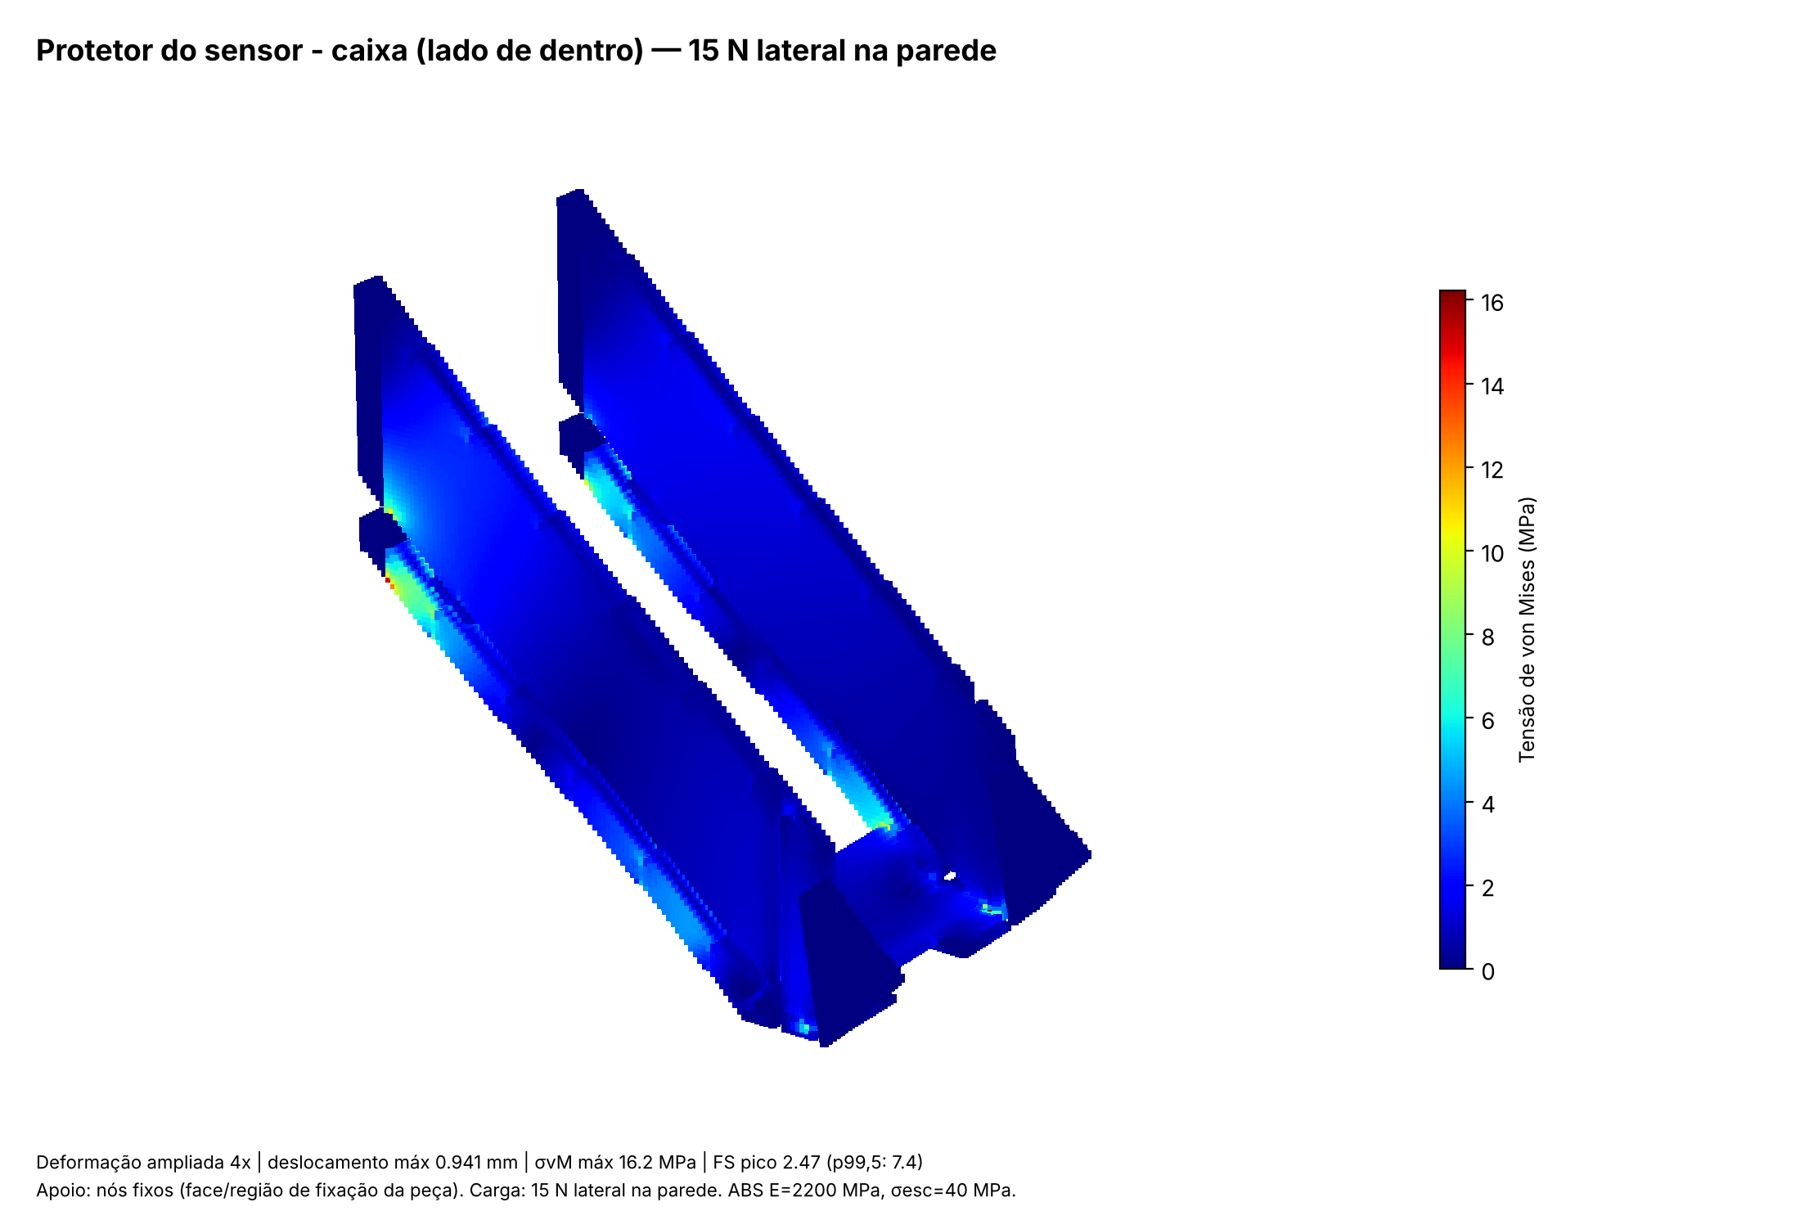 Protetor do sensor - caixa (lado de dentro) — 15 N lateral na parede
16
14
12
10
8
6
4
2
0
Tensão de von Mises (MPa)
Deformação ampliada 4x | deslocamento máx 0.941 mm | σvM máx 16.2 MPa | FS pico 2.47 (p99,5: 7.4)
Apoio: nós fixos (face/região de fixação da peça). Carga: 15 N lateral na parede. ABS E=2200 MPa, σesc=40 MPa.